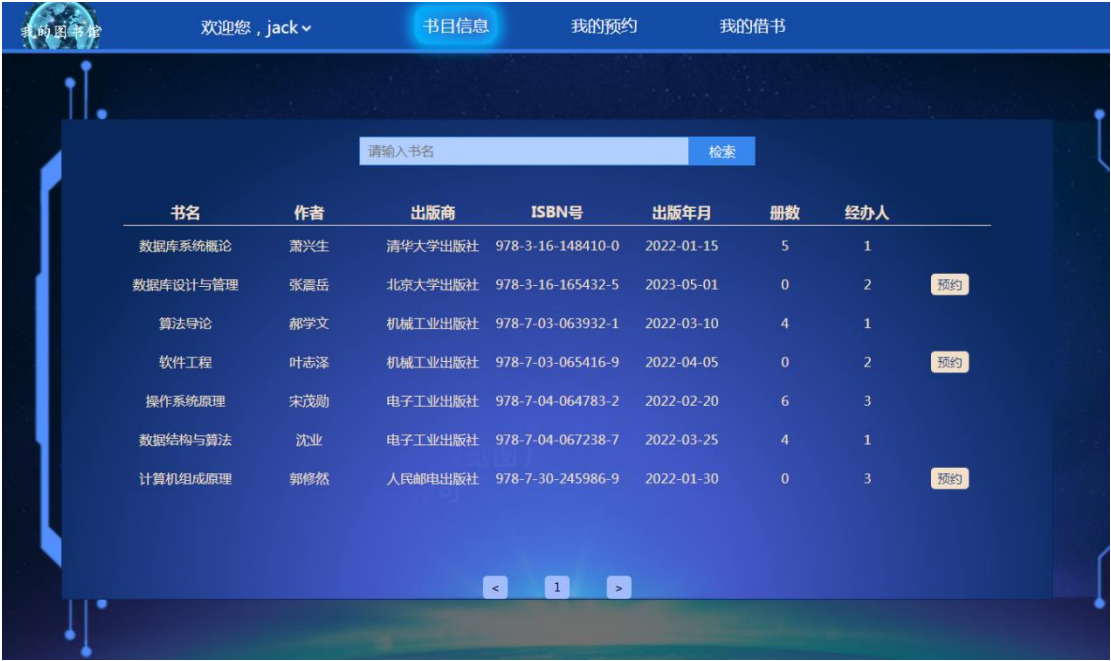 我的图书馆 欢迎您，jack 书目信息 我的预约 我的借书
请输入书名 检索
书名 作者 出版商 ISBN号 出版年月 册数 经办人
数据库系统概论 萧兴生 清华大学出版社 978-3-16-148410-0 2022-01-15 5 1
数据库设计与管理 张震岳 北京大学出版社 978-3-16-165432-5 2023-05-01 0 2 预约
算法导论 郝学文 机械工业出版社 978-7-03-063932-1 2022-03-10 4 1
软件工程 叶志泽 机械工业出版社 978-7-03-065416-9 2022-04-05 0 2 预约
操作系统原理 宋茂勋 电子工业出版社 978-7-04-064783-2 2022-02-20 6 3
数据结构与算法 沈业 电子工业出版社 978-7-04-067238-7 2022-03-25 4 1
计算机组成原理 郭修然 人民邮电出版社 978-7-30-245986-9 2022-01-30 0 3 预约
< 1 >